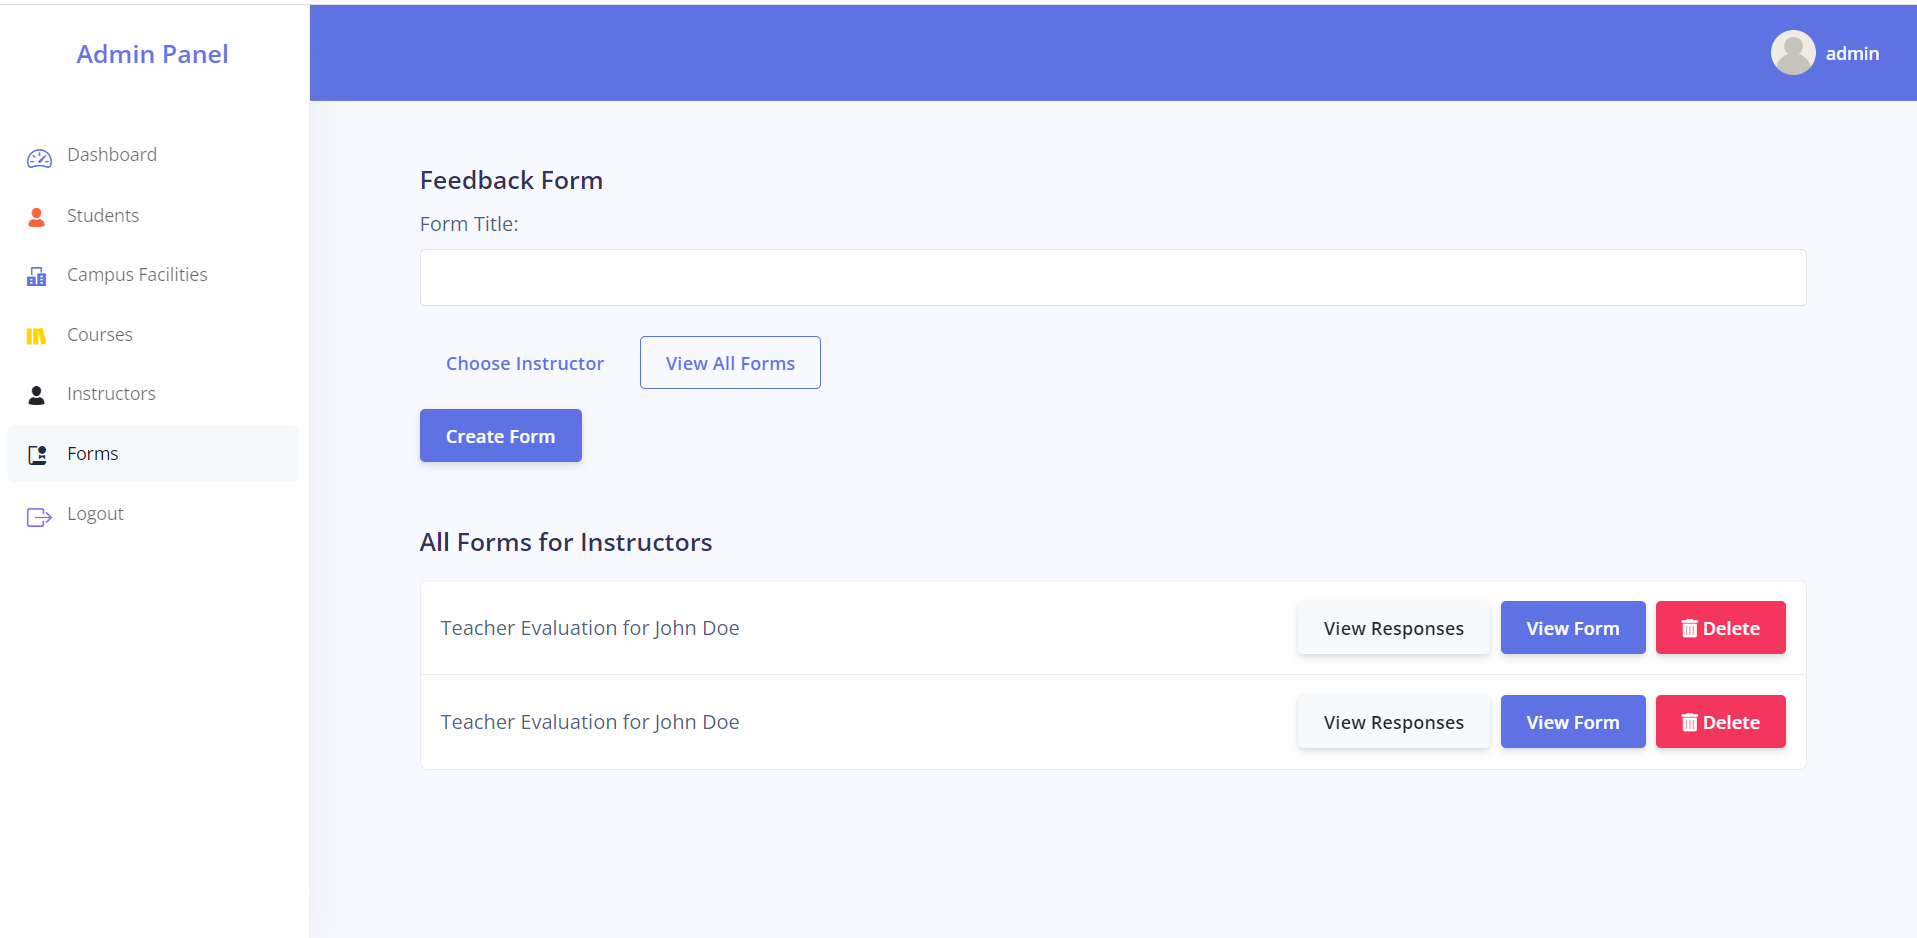 Admin Panel
admin
Dashboard
Students
Campus Facilities
Courses
Instructors
Forms
Logout
Feedback Form
Form Title:
Choose Instructor
View All Forms
Create Form
All Forms for Instructors
Teacher Evaluation for John Doe View Responses View Form Delete
Teacher Evaluation for John Doe View Responses View Form Delete